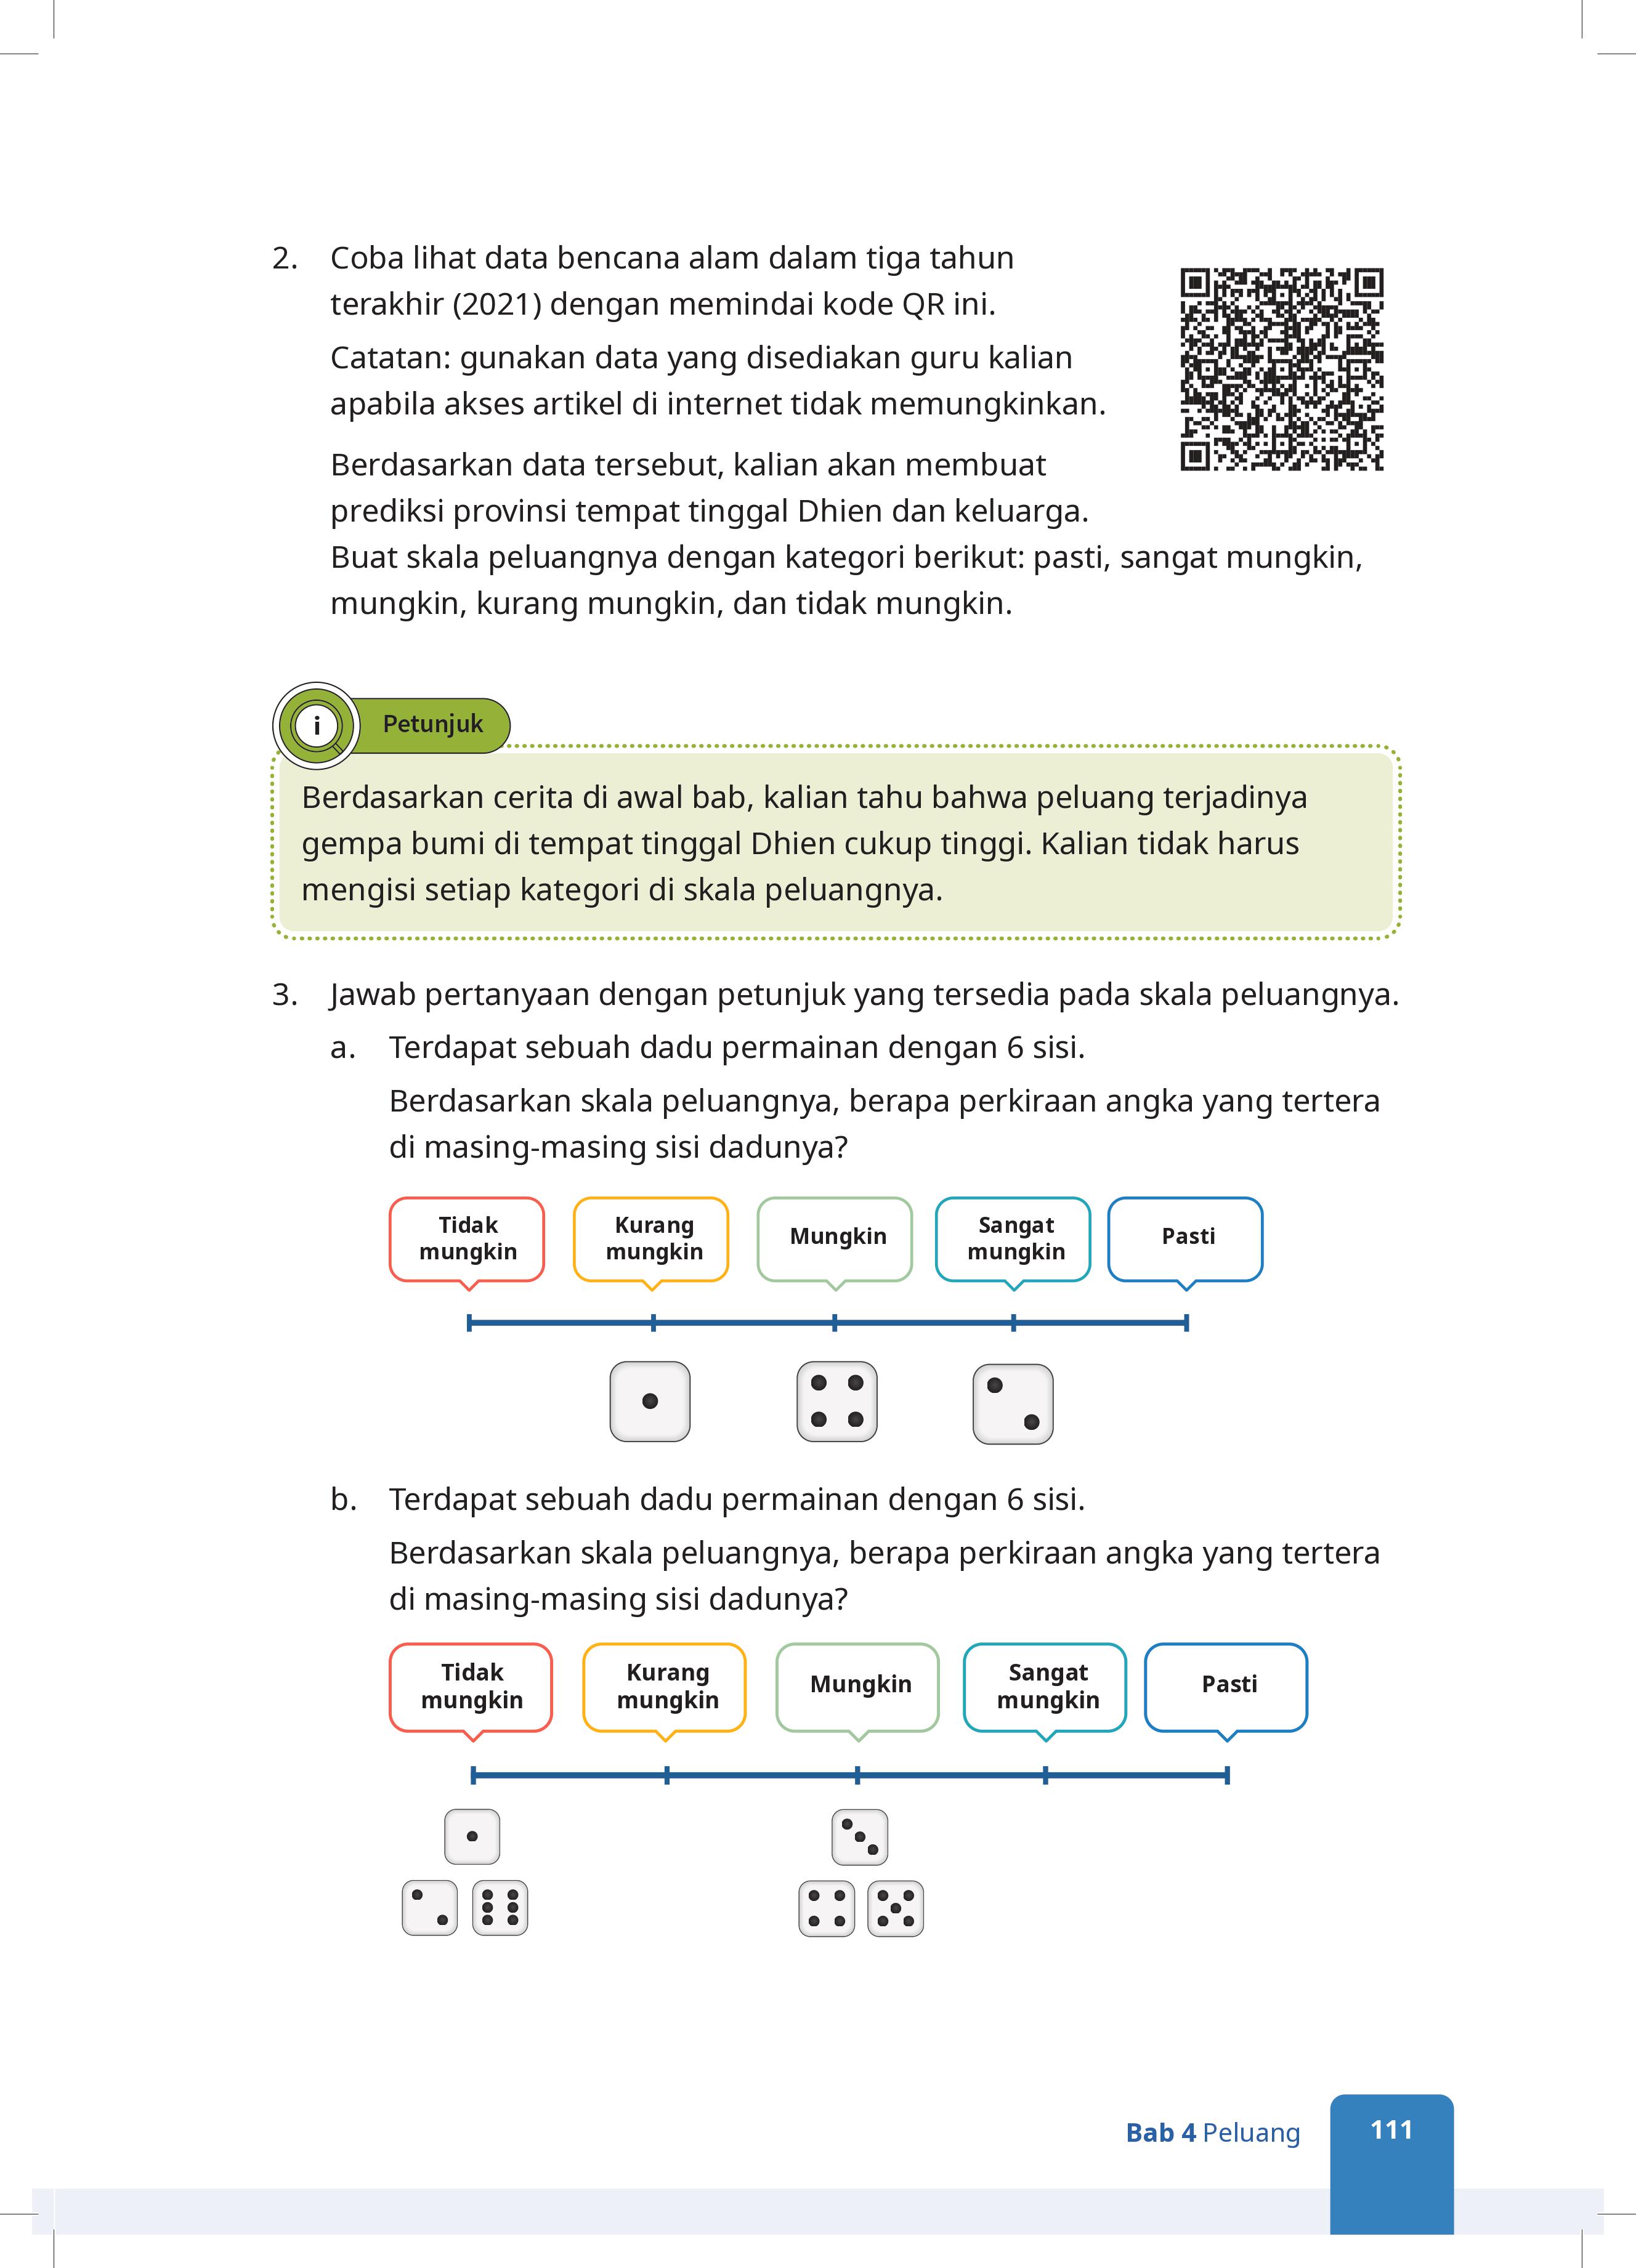 2. Coba lihat data bencana alam dalam tiga tahun
terakhir (2021) dengan memindai kode QR ini.
Catatan: gunakan data yang disediakan guru kalian
apabila akses artikel di internet tidak memungkinkan.
Berdasarkan data tersebut, kalian akan membuat
prediksi provinsi tempat tinggal Dhien dan keluarga.
Buat skala peluangnya dengan kategori berikut: pasti, sangat mungkin,
mungkin, kurang mungkin, dan tidak mungkin.
i Petunjuk
Berdasarkan cerita di awal bab, kalian tahu bahwa peluang terjadinya
gempa bumi di tempat tinggal Dhien cukup tinggi. Kalian tidak harus
mengisi setiap kategori di skala peluangnya.
3. Jawab pertanyaan dengan petunjuk yang tersedia pada skala peluangnya.
a. Terdapat sebuah dadu permainan dengan 6 sisi.
Berdasarkan skala peluangnya, berapa perkiraan angka yang tertera
di masing-masing sisi dadunya?
Tidak
mungkin
Kurang
mungkin
Mungkin
Sangat
mungkin
Pasti
b. Terdapat sebuah dadu permainan dengan 6 sisi.
Berdasarkan skala peluangnya, berapa perkiraan angka yang tertera
di masing-masing sisi dadunya?
Tidak
mungkin
Kurang
mungkin
Mungkin
Sangat
mungkin
Pasti
Bab 4 Peluang 111